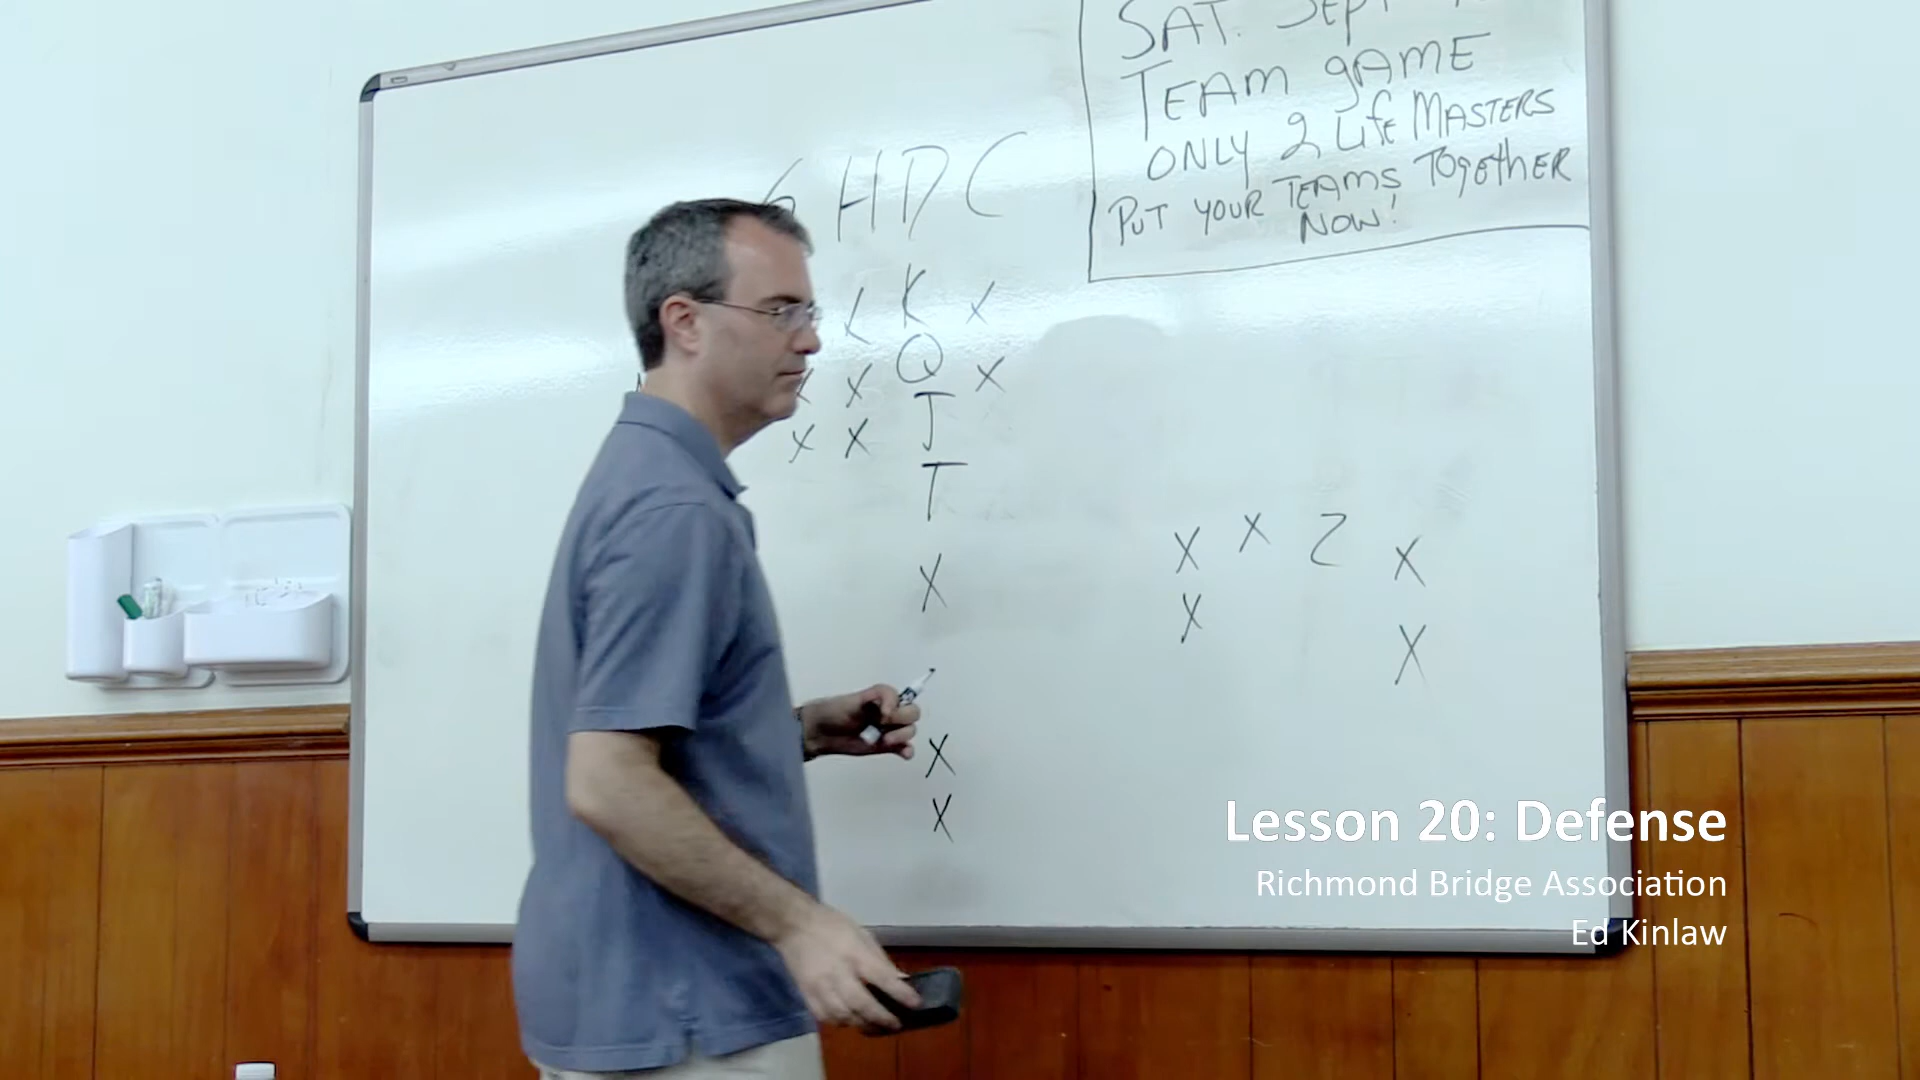 SAT. SEPT
TEAM gAME
ONLY 2 Life MASTERS
PUT YOUR TEAMS TOgetHER
NOW!
H D C
K X
Q X
X
J
X X
T
X
X X 2 X
X X
X
X
Lesson 20: Defense
Richmond Bridge Association
Ed Kinlaw